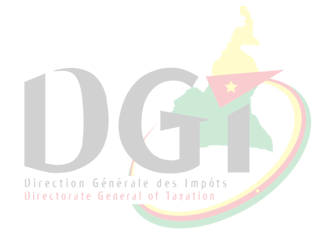 DGI
Direction Générale des Impôts
Directorate General of Taxation